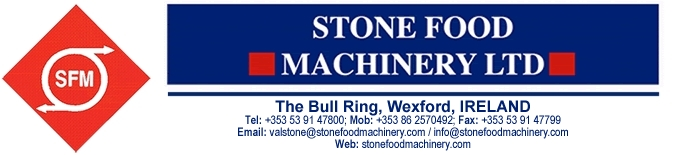 SFM
STONE FOOD
MACHINERY LTD
The Bull Ring, Wexford, IRELAND
Tel: +353 53 91 47800; Mob: +353 86 2570492; Fax: +353 53 91 47799
Email: valstone@stonefoodmachinery.com / info@stonefoodmachinery.com
Web: stonefoodmachinery.com